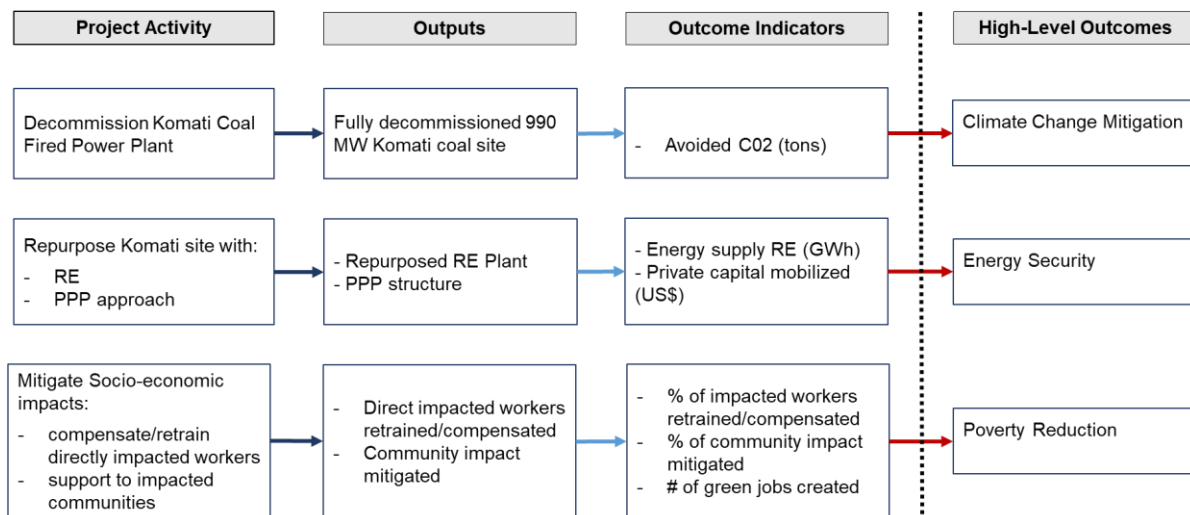 Project Activity
Outputs
Outcome Indicators
High-Level Outcomes
Decommission Komati Coal
Fired Power Plant
Fully decommissioned 990
MW Komati coal site
- Avoided C02 (tons)
Climate Change Mitigation
Repurpose Komati site with:
- RE
- PPP approach
- Repurposed RE Plant
- PPP structure
- Energy supply RE (GWh)
- Private capital mobilized
(US$)
Energy Security
Mitigate Socio-economic
impacts:
- compensate/retrain
directly impacted workers
- support to impacted
communities
- Direct impacted workers
retrained/compensated
- Community impact
mitigated
- % of impacted workers
retrained/compensated
- % of community impact
mitigated
- # of green jobs created
Poverty Reduction